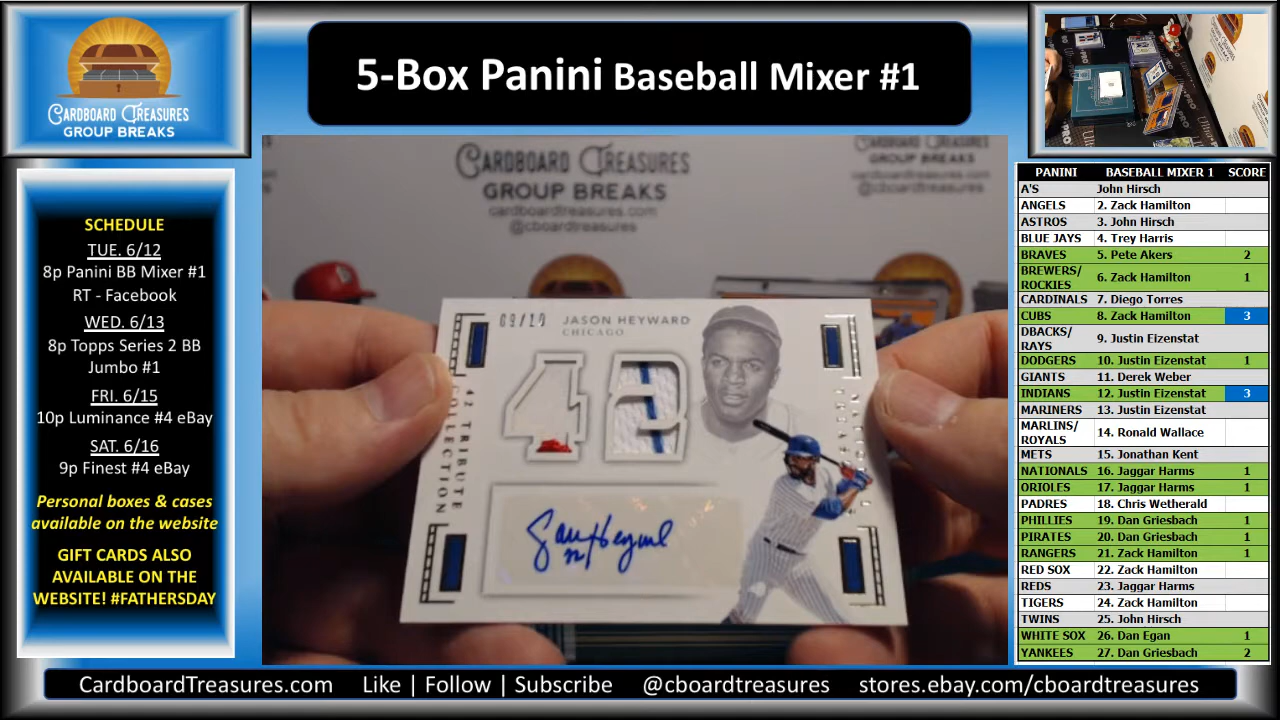 CARDBOARD TREASURES
GROUP BREAKS
5-Box Panini Baseball Mixer #1
SCHEDULE
TUE. 6/12
8p Panini BB Mixer #1
RT - Facebook
WED. 6/13
8p Topps Series 2 BB
Jumbo #1
FRI. 6/15
10p Luminance #4 eBay
SAT. 6/16
9p Finest #4 eBay
Personal boxes & cases
available on the website
GIFT CARDS ALSO
AVAILABLE ON THE
WEBSITE! #FATHERSDAY
CARDBOARD TREASURES
GROUP BREAKS
cardboardtreasures.com
@cboardtreasures
09/10 JASON HEYWARD
CHICAGO
42
42 TRIBUTE
COLLECTION
PANINI BASEBALL MIXER 1 SCORE
A'S John Hirsch
ANGELS 2. Zack Hamilton
ASTROS 3. John Hirsch
BLUE JAYS 4. Trey Harris
BRAVES 5. Pete Akers 2
BREWERS/
ROCKIES 6. Zack Hamilton 1
CARDINALS 7. Diego Torres
CUBS 8. Zack Hamilton 3
DBACKS/
RAYS 9. Justin Eizenstat
DODGERS 10. Justin Eizenstat 1
GIANTS 11. Derek Weber
INDIANS 12. Justin Eizenstat 3
MARINERS 13. Justin Eizenstat
MARLINS/
ROYALS 14. Ronald Wallace
METS 15. Jonathan Kent
NATIONALS 16. Jaggar Harms 1
ORIOLES 17. Jaggar Harms 1
PADRES 18. Chris Wetherald
PHILLIES 19. Dan Griesbach 1
PIRATES 20. Dan Griesbach 1
RANGERS 21. Zack Hamilton 1
RED SOX 22. Zack Hamilton
REDS 23. Jaggar Harms
TIGERS 24. Zack Hamilton
TWINS 25. John Hirsch
WHITE SOX 26. Dan Egan 1
YANKEES 27. Dan Griesbach 2
CardboardTreasures.com Like | Follow | Subscribe @cboardtreasures stores.ebay.com/cboardtreasures